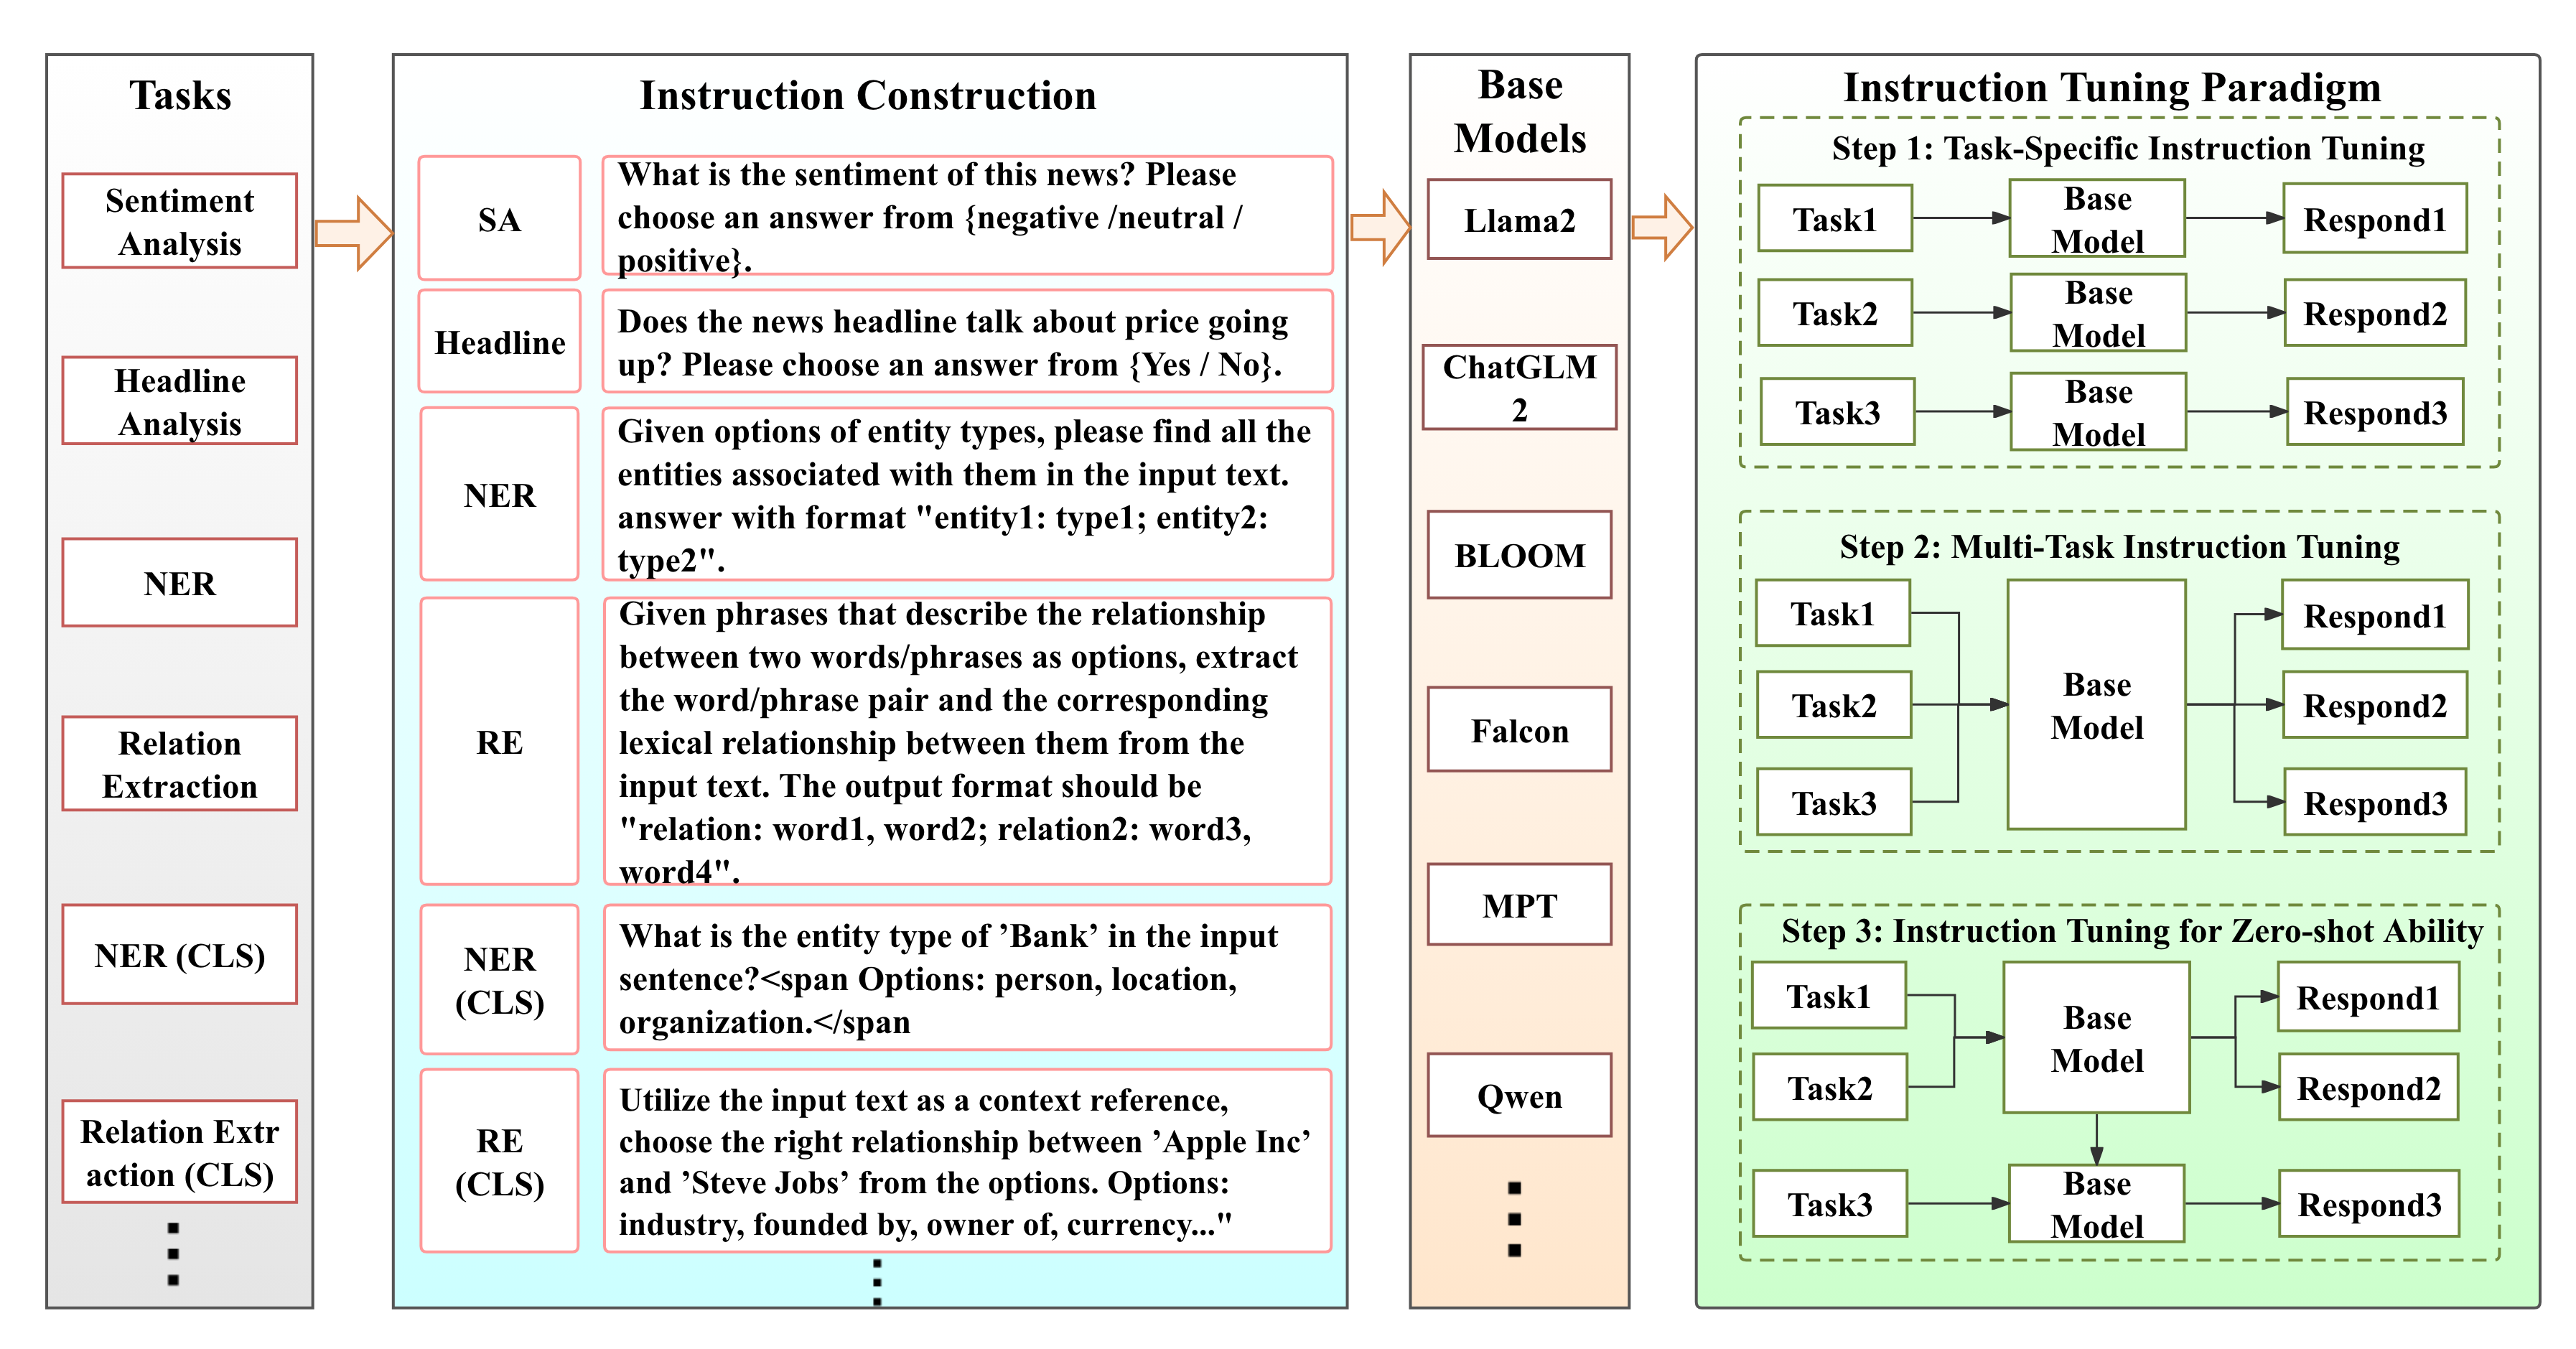 Tasks
Sentiment
Analysis
Headline
Analysis
NER
Relation
Extraction
NER (CLS)
Relation Extr
action (CLS)
Instruction Construction
SA
What is the sentiment of this news? Please
choose an answer from {negative /neutral /
positive}.
Headline
Does the news headline talk about price going
up? Please choose an answer from {Yes / No}.
NER
Given options of entity types, please find all the
entities associated with them in the input text.
answer with format "entity1: type1; entity2:
type2".
RE
Given phrases that describe the relationship
between two words/phrases as options, extract
the word/phrase pair and the corresponding
lexical relationship between them from the
input text. The output format should be
"relation: word1, word2; relation2: word3,
word4".
NER
(CLS)
What is the entity type of ’Bank’ in the input
sentence?<span Options: person, location,
organization.</span
RE
(CLS)
Utilize the input text as a context reference,
choose the right relationship between ’Apple Inc’
and ’Steve Jobs’ from the options. Options:
industry, founded by, owner of, currency..."
Base
Models
Llama2
ChatGLM
2
BLOOM
Falcon
MPT
Qwen
Instruction Tuning Paradigm
Step 1: Task-Specific Instruction Tuning
Task1
Base
Model
Respond1
Task2
Base
Model
Respond2
Task3
Base
Model
Respond3
Step 2: Multi-Task Instruction Tuning
Task1
Task2
Task3
Base
Model
Respond1
Respond2
Respond3
Step 3: Instruction Tuning for Zero-shot Ability
Task1
Task2
Base
Model
Respond1
Respond2
Task3
Base
Model
Respond3